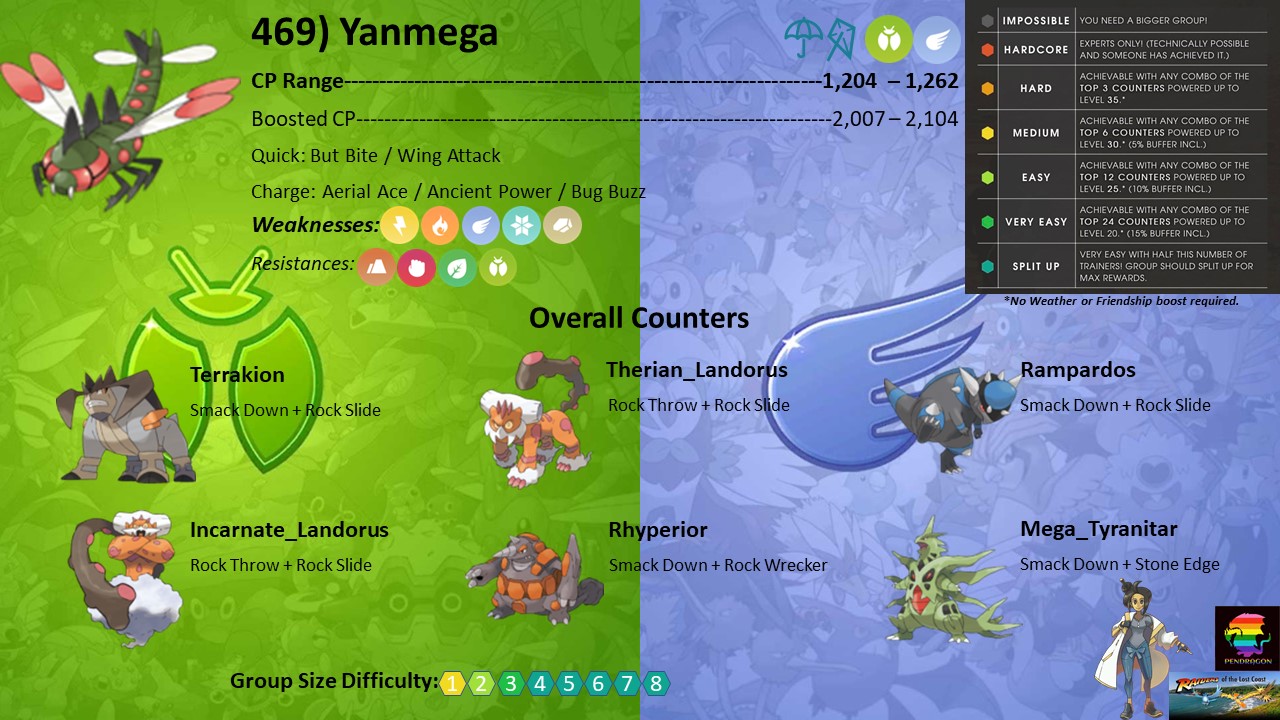 469) Yanmega
CP Range--------------------------------------------------------------------1,204 – 1,262
Boosted CP--------------------------------------------------------------------2,007 – 2,104
Quick: But Bite / Wing Attack
Charge: Aerial Ace / Ancient Power / Bug Buzz
Weaknesses:
Resistances:
IMPOSSIBLE YOU NEED A BIGGER GROUP!
HARDCORE EXPERTS ONLY! (TECHNICALLY POSSIBLE
AND SOMEONE HAS ACHIEVED IT.)
HARD ACHIEVABLE WITH ANY COMBO OF THE
TOP 3 COUNTERS POWERED UP TO
LEVEL 35.*
MEDIUM ACHIEVABLE WITH ANY COMBO OF THE
TOP 6 COUNTERS POWERED UP TO
LEVEL 30.* (5% BUFFER INCL.)
EASY ACHIEVABLE WITH ANY COMBO OF THE
TOP 12 COUNTERS POWERED UP TO
LEVEL 25.* (10% BUFFER INCL.)
VERY EASY ACHIEVABLE WITH ANY COMBO OF THE
TOP 24 COUNTERS POWERED UP TO
LEVEL 20.* (15% BUFFER INCL.)
SPLIT UP VERY EASY WITH HALF THIS NUMBER OF
TRAINERS! GROUP SHOULD SPLIT UP FOR
MAX REWARDS.
*No Weather or Friendship boost required.
Overall Counters
Terrakion
Smack Down + Rock Slide
Therian_Landorus
Rock Throw + Rock Slide
Rampardos
Smack Down + Rock Slide
Incarnate_Landorus
Rock Throw + Rock Slide
Rhyperior
Smack Down + Rock Wrecker
Mega_Tyranitar
Smack Down + Stone Edge
Group Size Difficulty: 1 2 3 4 5 6 7 8
PENDRAGON
RAIDERS of the Lost Coast